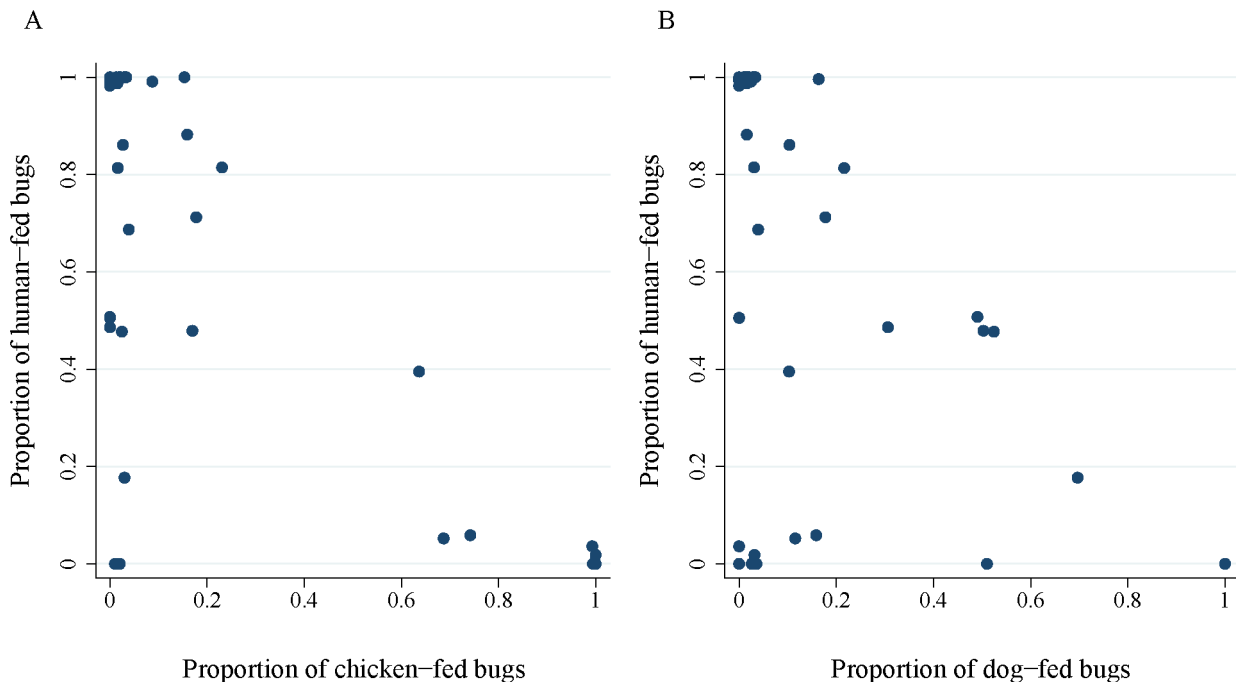 A
B
Proportion of human−fed bugs
1
0.8
0.6
0.4
0.2
0
0 0.2 0.4 0.6 0.8 1
Proportion of chicken−fed bugs
Proportion of human−fed bugs
1
0.8
0.6
0.4
0.2
0
0 0.2 0.4 0.6 0.8 1
Proportion of dog−fed bugs